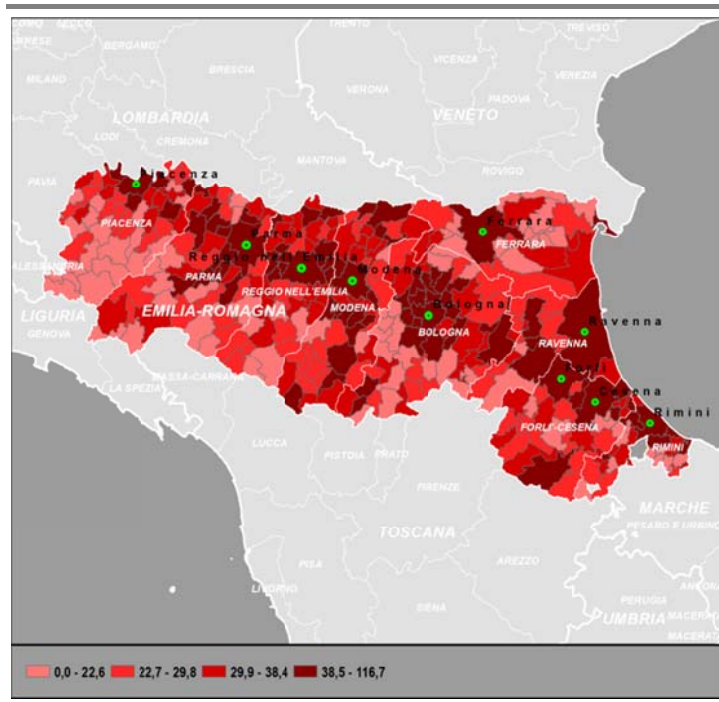 TRENTO
TREVISO
BERGAMO
BRESCIA
VICENZA
MILANO
VERONA
VENEZIA
PADOVA
LOMBARDIA
VENETO
LODI
CREMONA
MANTOVA
ROVIGO
PAVIA
Piacenza
PIACENZA
Ferrara
FERRARA
Parma
Reggio nell'Emilia
PARMA
Modena
REGGIO NELL'EMILIA
ALESSANDRIA
LIGURIA
EMILIA-ROMAGNA
MODENA
Bologna
GENOVA
BOLOGNA
Ravenna
RAVENNA
MASSA-CARRARA
LA SPEZIA
Forlì
Cesena
Rimini
FORLI'-CESENA
RIMINI
LUCCA
PISTOIA
PRATO
FIRENZE
MARCHE
PESARO E URBINO
TOSCANA
AREZZO
PISA
LIVORNO
SIENA
PERUGIA
UMBRIA
MACERATA
MACERATA
0,0 - 22,6 22,7 - 29,8 29,9 - 38,4 38,5 - 116,7